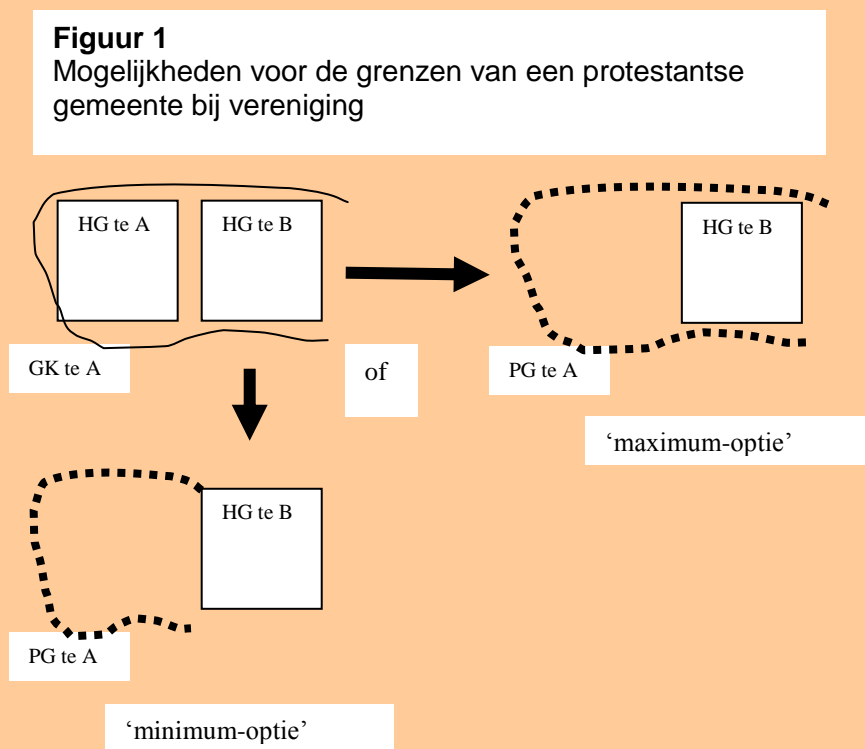 Figuur 1
Mogelijkheden voor de grenzen van een protestantse
gemeente bij vereniging
HG te A
HG te B
GK te A
of
HG te B
PG te A
‘maximum-optie’
HG te B
PG te A
‘minimum-optie’